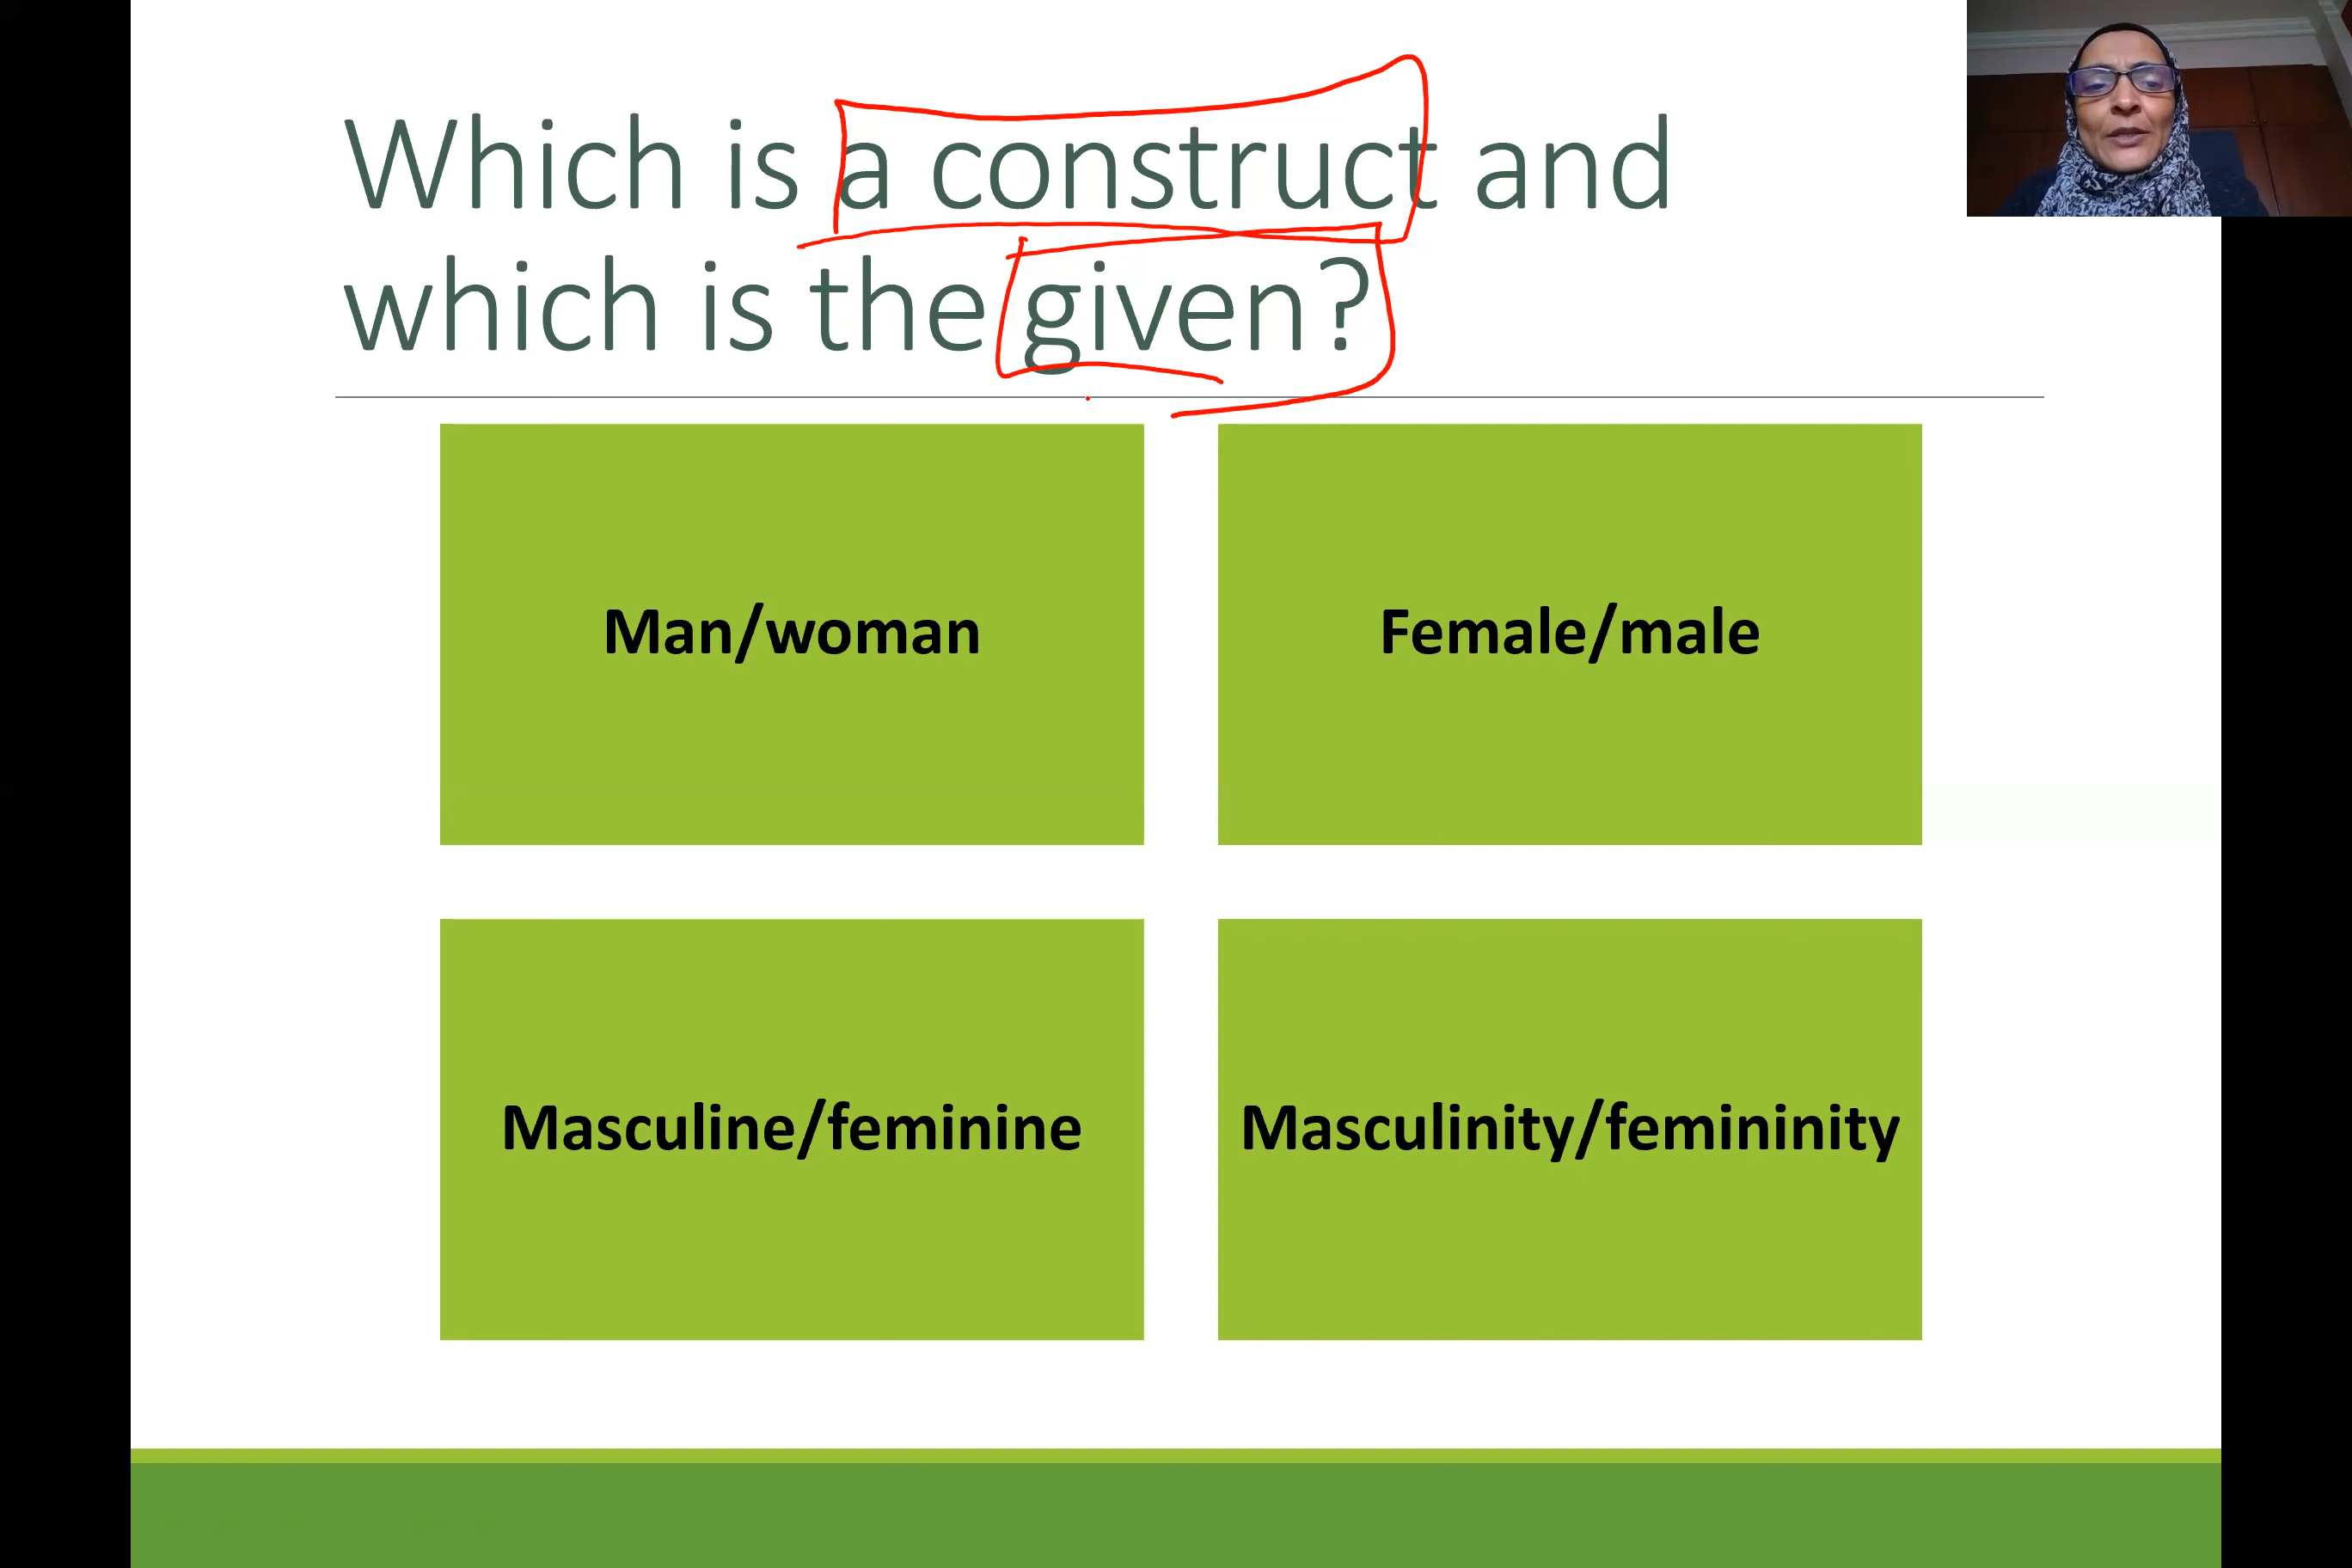 Which is a construct and
which is the given?
Man/woman
Female/male
Masculine/feminine
Masculinity/femininity